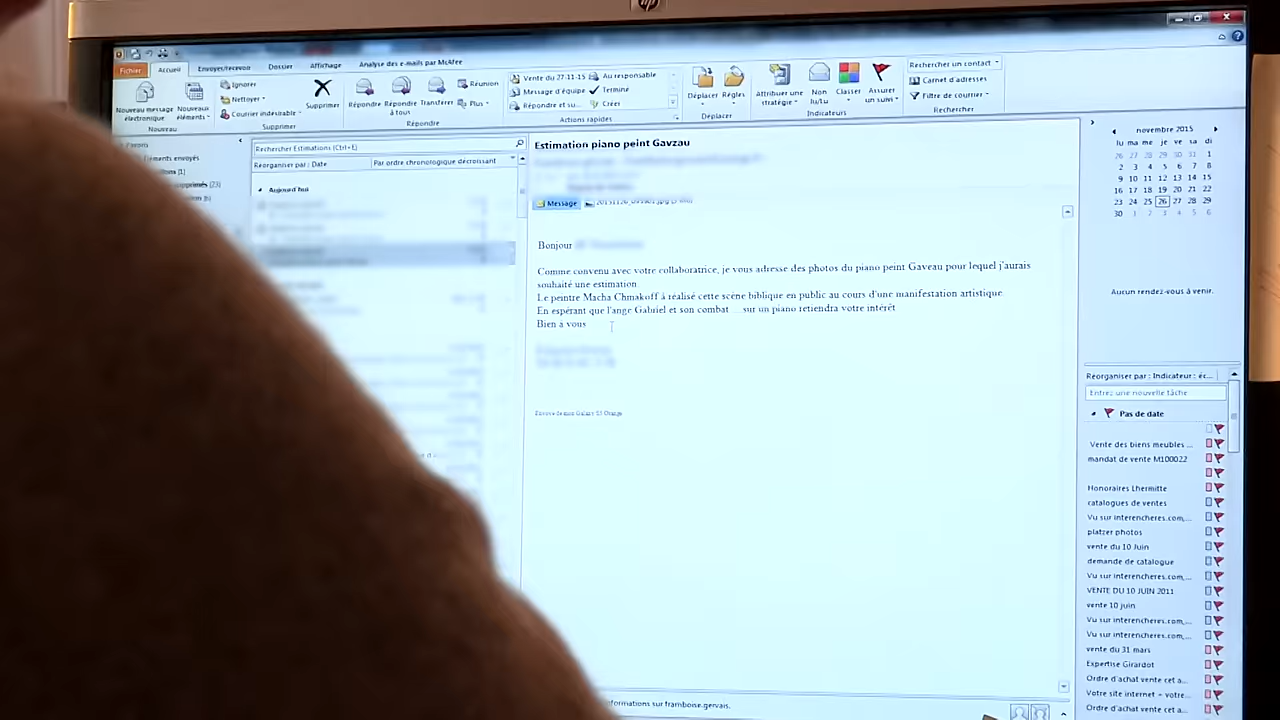 Fichier Accueil Envoyer/recevoir Dossier Affichage Analyse des e-mails par McAfee
Nouveau message électronique
Nouveaux éléments
Nouveau
Ignorer
Nettoyer
Courrier indésirable
Supprimer
Supprimer
Répondre
Répondre à tous
Transférer
Réunion
Plus
Répondre
Vente du 27-11-15
Message d'équipe
Répondre et su...
Au responsable
Terminé
Créer
Actions rapides
Déplacer
Règles
Déplacer
Attribuer une stratégie
Non lu/Lu
Classer
Assurer un suivi
Indicateurs
Rechercher un contact
Carnet d'adresses
Filtre de courrier
Rechercher
éléments envoyés
Rechercher Estimations (Ctrl+E)
Réorganiser par : Date
Par ordre chronologique décroissant
Aujourd'hui
Estimation piano peint Gavzau
Message
Bonjour
Comme convenu avec votre collaboratrice, je vous adresse des photos du piano peint Gaveau pour lequel j'aurais
souhaité une estimation
Le peintre Macha Chmakoff à réalisé cette scène biblique en public au cours d'une manifestation artistique
En espérant que l'ange Gabriel et son combat ... sur un piano retiendra votre intérêt
Bien à vous
novembre 2015
lu ma me je ve sa di
26 27 28 29 30 31 1
2 3 4 5 6 7 8
9 10 11 12 13 14 15
16 17 18 19 20 21 22
23 24 25 26 27 28 29
30 1 2 3 4 5 6
Aucun rendez-vous à venir.
Réorganiser par : Indicateur : éc...
Entrez une nouvelle tâche
Pas de date
Vente des biens meubles ...
mandat de vente M100022
Honoraires Lhermitte
catalogues de ventes
Vu sur interencheres.com,...
platzer photos
vente du 10 Juin
demande de catalogue
Vu sur interencheres.com,...
VENTE DU 10 JUIN 2011
vente 10 juin
Vu sur interencheres.com,...
Vu sur interencheres.com,...
vente du 31 mars
Expertise Girardot
Ordre d'achat vente cet a...
Votre site internet - votre...
Ordre d'achat vente cet a...
informations sur framboise.gervais.
hp